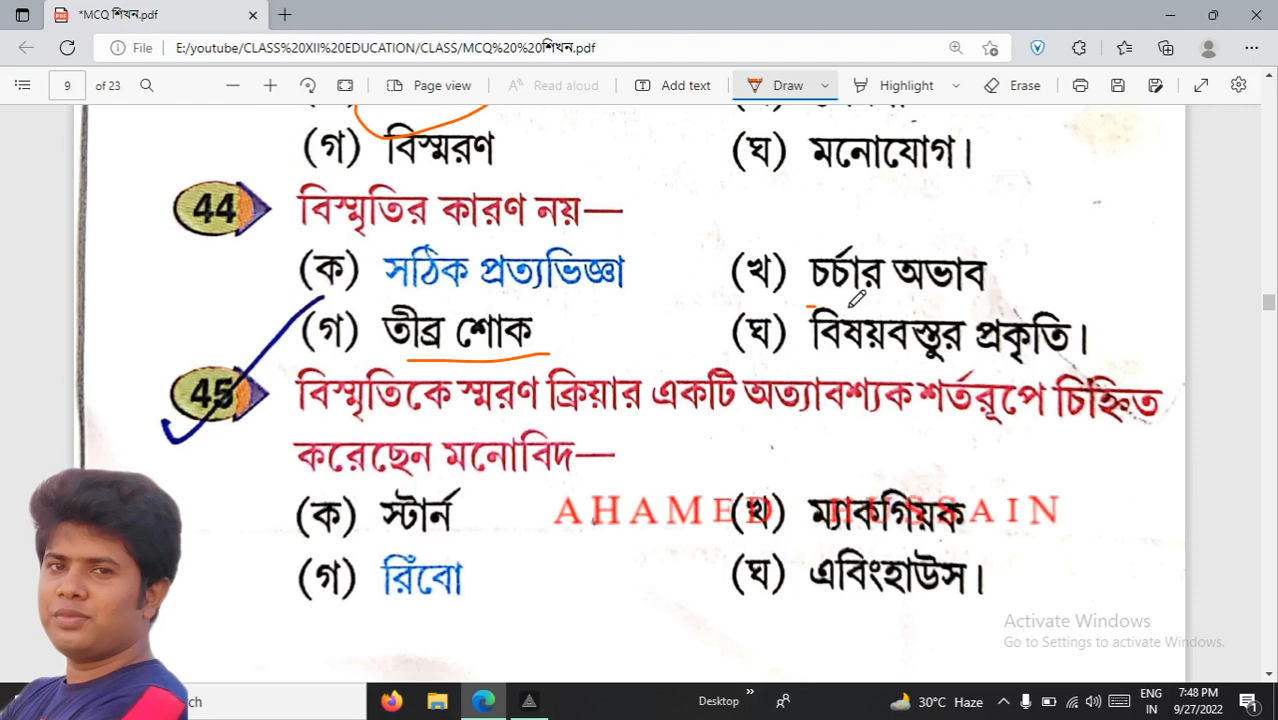 *MCQ শিখন.pdf
File E:/youtube/CLASS%20XII%20EDUCATION/CLASS/MCQ%20%20শিখন.pdf
9 of 23 Page view Read aloud Add text Draw Highlight Erase
(গ) বিস্মরণ (ঘ) মনোযোগ।
44 বিস্মৃতির কারণ নয়—
(ক) সঠিক প্রত্যভিজ্ঞা (খ) চর্চার অভাব
(গ) তীব্র শোক (ঘ) বিষয়বস্তুর প্রকৃতি।
45 বিস্মৃতিকে স্মরণ ক্রিয়ার একটি অত্যাবশ্যক শর্তরূপে চিহ্নিত
করেছেন মনোবিদ—
(ক) স্টার্ন (খ) ম্যাকগিয়ক
AHAMED HUSSAIN
(গ) রিঁবো (ঘ) এবিংহাউস।
Activate Windows
Go to Settings to activate Windows.
rch Desktop 30°C Haze ENG 7:48 PM
IN 9/27/2022 1